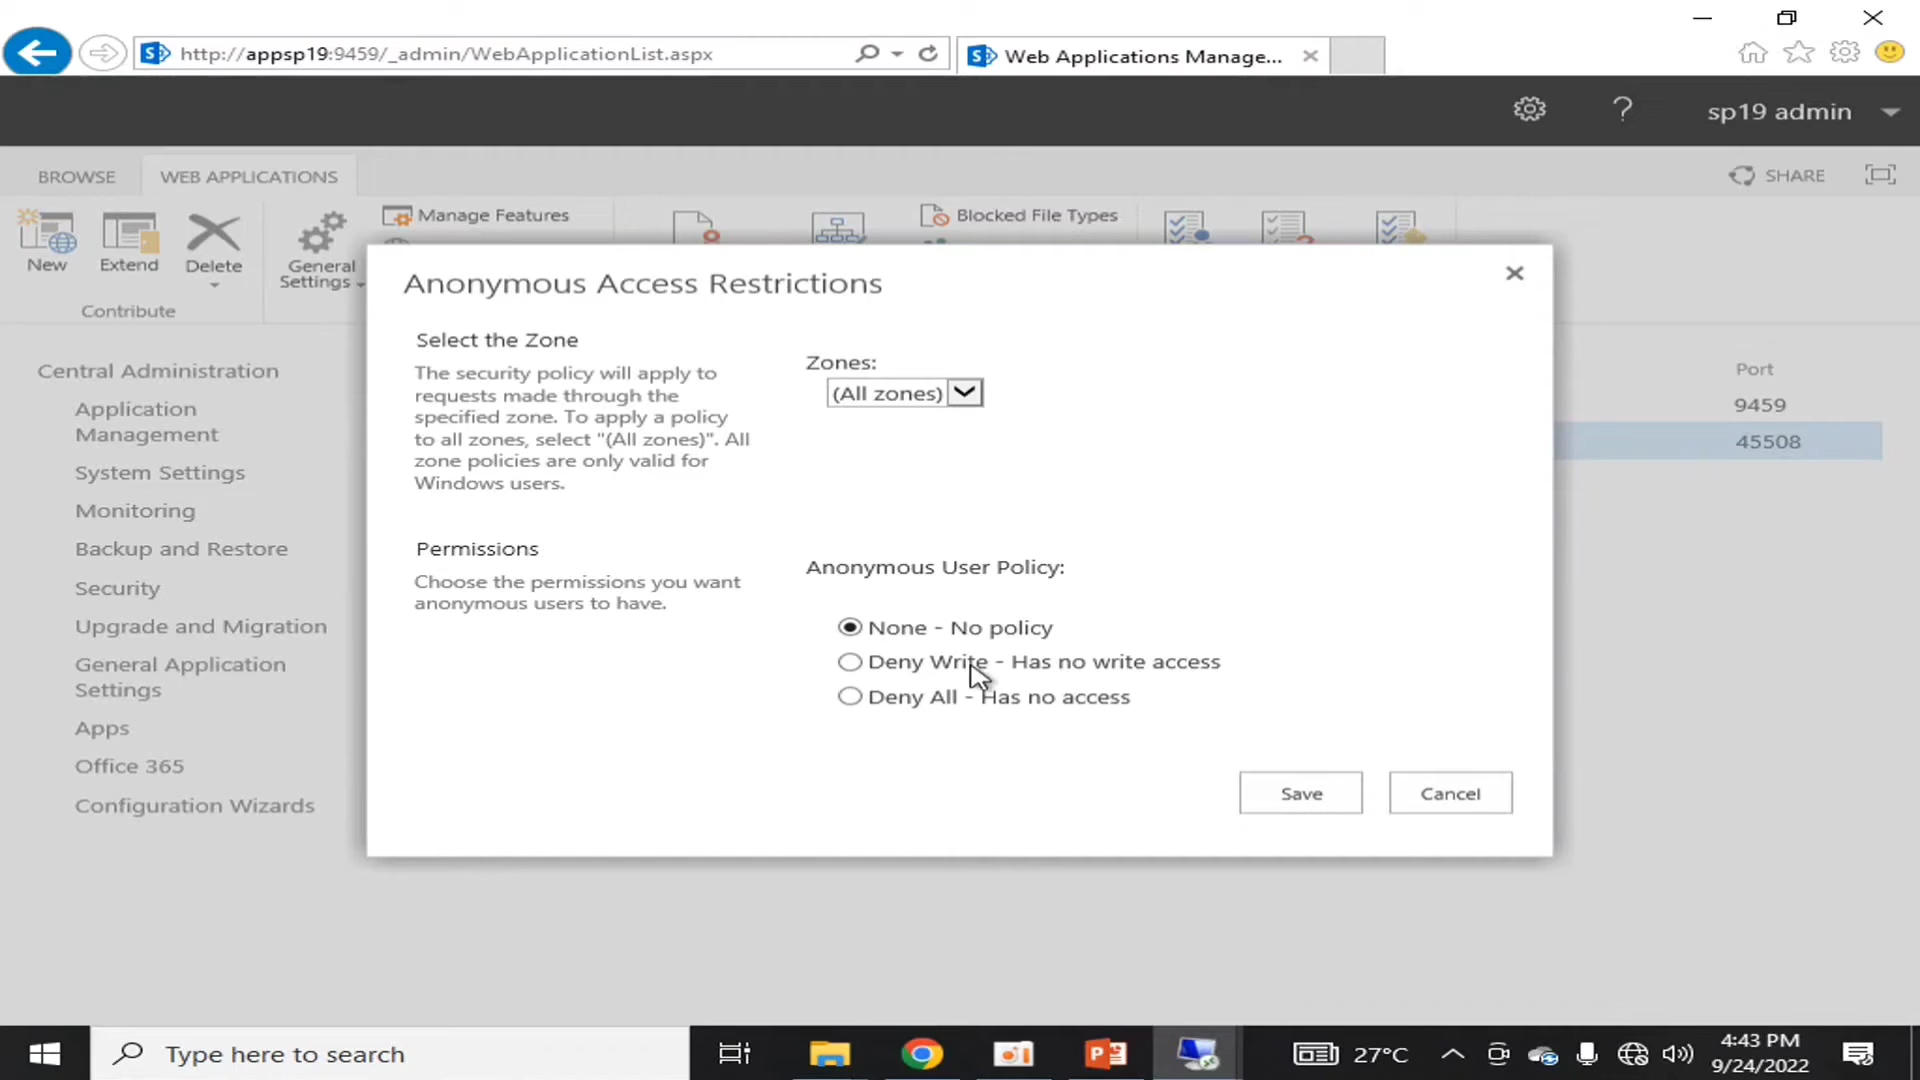 http://appsp19:9459/_admin/WebApplicationList.aspx
Web Applications Manage...
sp19 admin
BROWSE
WEB APPLICATIONS
SHARE
New
Extend
Delete
General
Settings
Manage Features
Blocked File Types
Contribute
Anonymous Access Restrictions
Select the Zone
The security policy will apply to
requests made through the
specified zone. To apply a policy
to all zones, select "(All zones)". All
zone policies are only valid for
Windows users.
Zones:
(All zones)
Permissions
Choose the permissions you want
anonymous users to have.
Anonymous User Policy:
None - No policy
Deny Write - Has no write access
Deny All - Has no access
Save
Cancel
Central Administration
Application
Management
System Settings
Monitoring
Backup and Restore
Security
Upgrade and Migration
General Application
Settings
Apps
Office 365
Configuration Wizards
Port
9459
45508
Type here to search
27°C
4:43 PM
9/24/2022